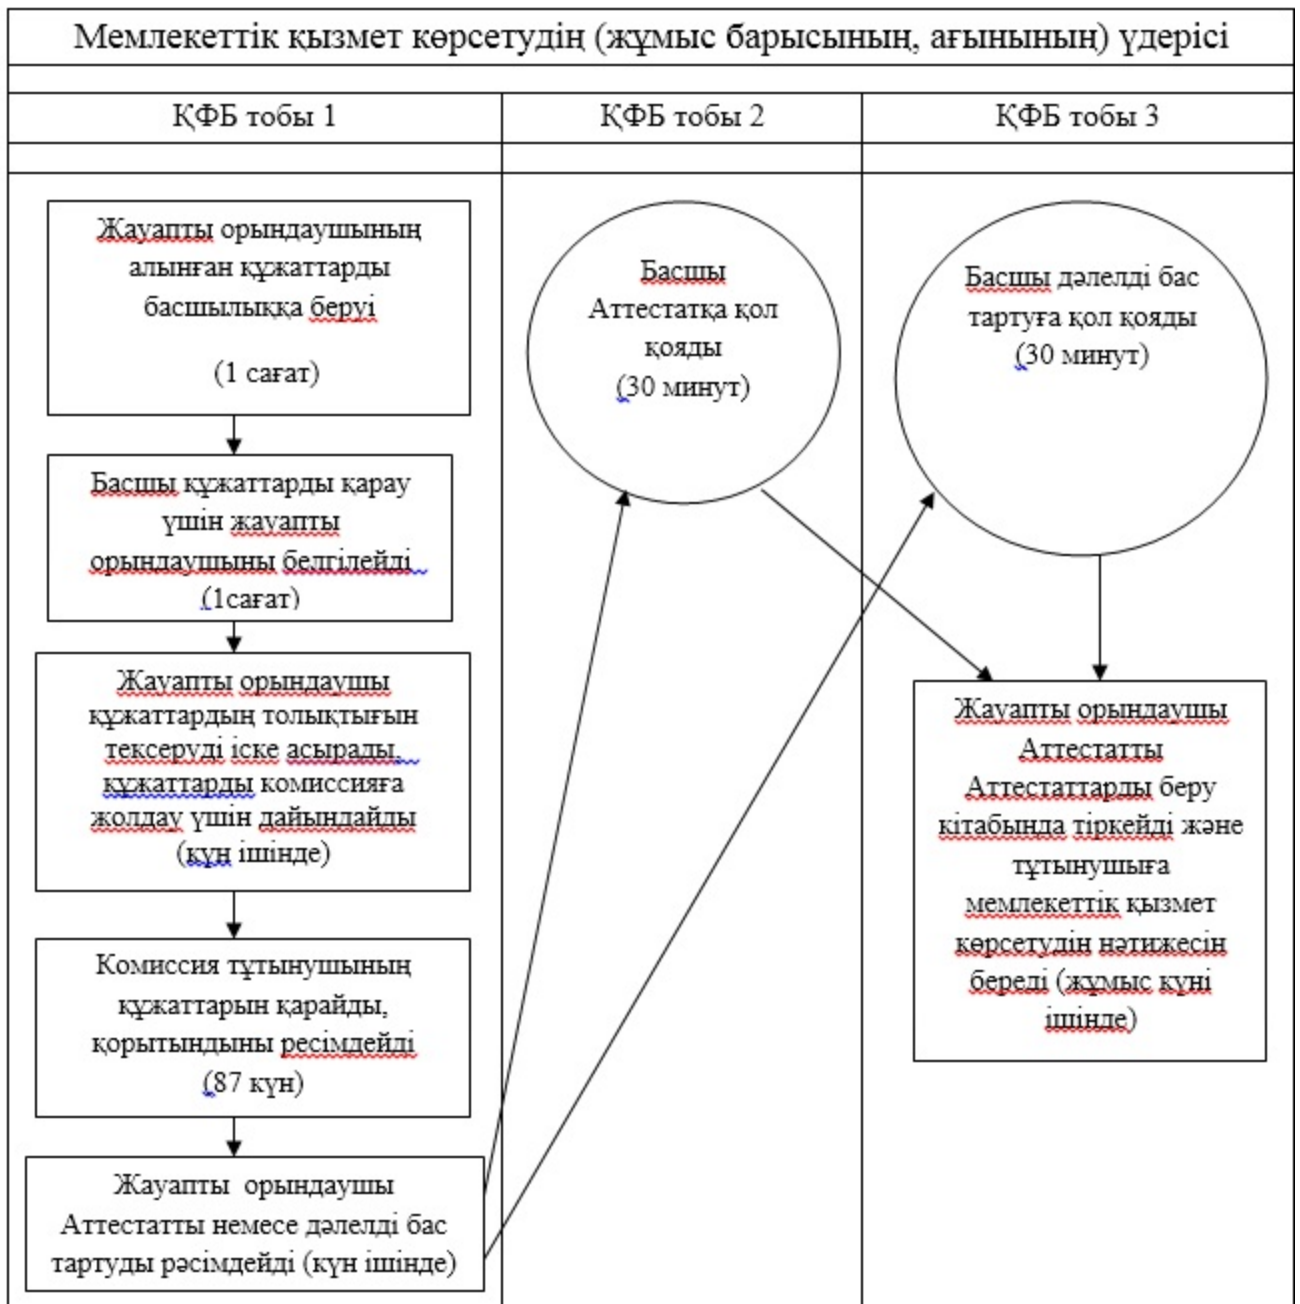 Мемлекеттік қызмет көрсетудің (жұмыс барысының, ағынының) үдерісі
ҚФБ тобы 1
ҚФБ тобы 2
ҚФБ тобы 3
Жауапты орындаушының
алынған құжаттарды
басшылыққа беруі
(1 сағат)
Басшы құжаттарды қарау
үшін жауапты
орындаушыны белгілейді
(1сағат)
Жауапты орындаушы
құжаттардың толықтығын
тексеруді іске асырады,
құжаттарды комиссияға
жолдау үшін дайындайды
(күн ішінде)
Комиссия тұтынушының
құжаттарын қарайды,
қорытындыны ресімдейді
(87 күн)
Жауапты орындаушы
Аттестатты немесе дәлелді бас
тартуды рәсімдейді (күн ішінде)
Басшы
Аттестатқа қол
қояды
(30 минут)
Басшы дәлелді бас
тартуға қол қояды
(30 минут)
Жауапты орындаушы
Аттестатты
Аттестаттарды беру
кітабында тіркейді және
тұтынушыға
мемлекеттік қызмет
көрсетудін нәтижесін
береді (жұмыс күні
ішінде)